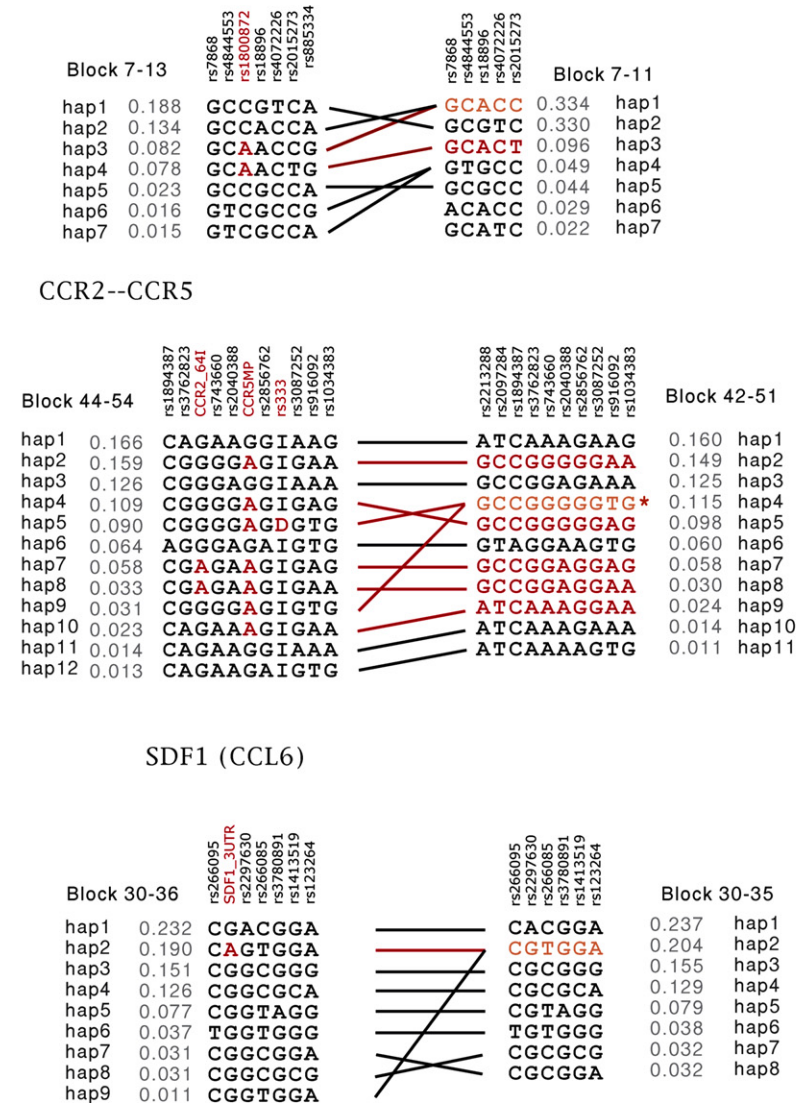 rs7868
rs4844553
rs1800872
rs18896
rs4072226
rs2015273
rs885334
rs7868
rs4844553
rs18896
rs4072226
rs2015273
Block 7-13
Block 7-11
hap1 0.188 GCCGTCA GCACC 0.334 hap1
hap2 0.134 GCCACCA GCGTC 0.330 hap2
hap3 0.082 GCAACCG GCACT 0.096 hap3
hap4 0.078 GCAACTG GTGCC 0.049 hap4
hap5 0.023 GCCGCCA GCGCC 0.044 hap5
hap6 0.016 GTCGCCG ACACC 0.029 hap6
hap7 0.015 GTCGCCA GCATC 0.022 hap7
CCR2--CCR5
rs1894387
rs3762823
CCR2_64I
rs743660
rs2040388
CCR5MP
rs2856762
rs333
rs3087252
rs916092
rs1034383
rs2213288
rs2097284
rs1894387
rs3762823
rs743660
rs2040388
rs2856762
rs3087252
rs916092
rs1034383
Block 44-54
Block 42-51
hap1 0.166 CAGAAGGIAAG ATCAAAGAAG 0.160 hap1
hap2 0.159 CGGGGAGIGAA GCCGGGGGAA 0.149 hap2
hap3 0.126 CGGGAGGIAAG GCCGGAGAAA 0.125 hap3
hap4 0.109 CGGGGAGIGAG GCCGGGGGTG* 0.115 hap4
hap5 0.090 CGGGGAGDGTG GCCGGGGGAG 0.098 hap5
hap6 0.064 AGGGAGAIGTG GTAGGAAGTG 0.060 hap6
hap7 0.058 CGAGAAGIGAG GCCGGAGGAG 0.058 hap7
hap8 0.033 CGAGAAGIGAA GCCGGAGGAA 0.030 hap8
hap9 0.031 CGGGGAGIGTG ATCAAAGGAA 0.024 hap9
hap10 0.023 CAGAAAGIGAA ATCAAAGAAA 0.014 hap10
hap11 0.014 CAGAAGGIAAA ATCAAAAGTG 0.011 hap11
hap12 0.013 CAGAAGAIGTG
SDF1 (CCL6)
rs266095
SDF1_3UTR
rs2297630
rs266085
rs3780891
rs1413519
rs123264
rs266095
rs2297630
rs266085
rs3780891
rs1413519
rs123264
Block 30-36
Block 30-35
hap1 0.232 CGACGGA CACGGA 0.237 hap1
hap2 0.190 CAGTGGA CGTGGA 0.204 hap2
hap3 0.151 CGGCGGG CGCGGG 0.155 hap3
hap4 0.126 CGGCGCA CGCGCA 0.129 hap4
hap5 0.077 CGGTAGG CGTAGG 0.079 hap5
hap6 0.037 TGGTGGG TGTGGG 0.038 hap6
hap7 0.031 CGGCGGA CGCGCG 0.032 hap7
hap8 0.031 CGGCGCG CGCGGA 0.032 hap8
hap9 0.011 CGGTGGA